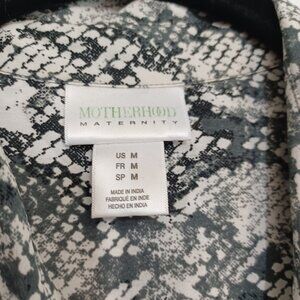 MOTHERHOOD
MATERNITY
US M
FR M
SP M
MADE IN INDIA
FABRIQUÉ EN INDE
HECHO EN INDIA